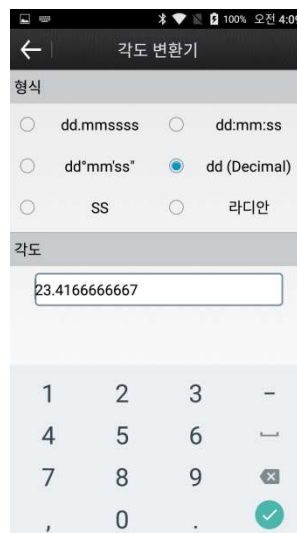 100% 오전 4:09
각도 변환기
형식
dd.mmssss dd:mm:ss
dd°mm'ss" dd (Decimal)
SS 라디안
각도
23.4166666667
1 2 3 -
4 5 6
7 8 9
, 0 .